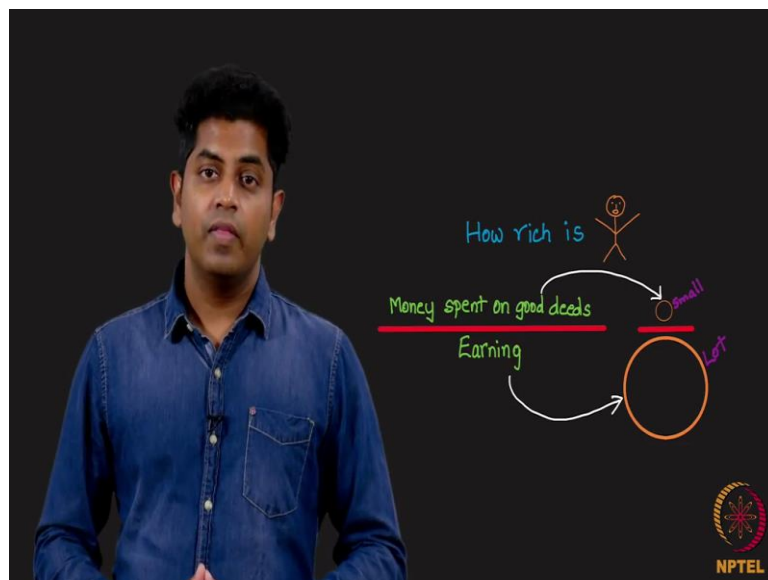 How rich is
Money spent on good deeds
small
Earning
Lot
NPTEL